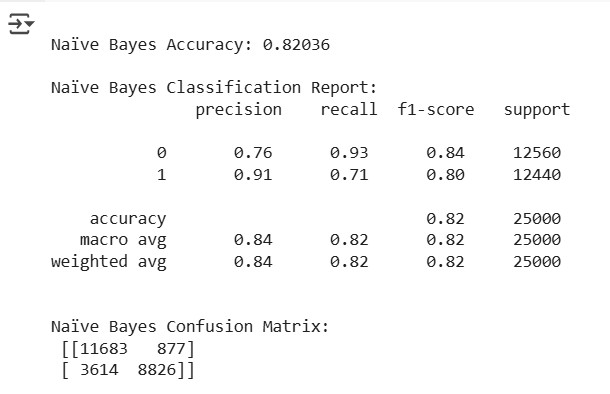 Naïve Bayes Accuracy: 0.82036
Naïve Bayes Classification Report:
precision recall f1-score support
0 0.76 0.93 0.84 12560
1 0.91 0.71 0.80 12440
accuracy 0.82 25000
macro avg 0.84 0.82 0.82 25000
weighted avg 0.84 0.82 0.82 25000
Naïve Bayes Confusion Matrix:
[[11683 877]
[ 3614 8826]]